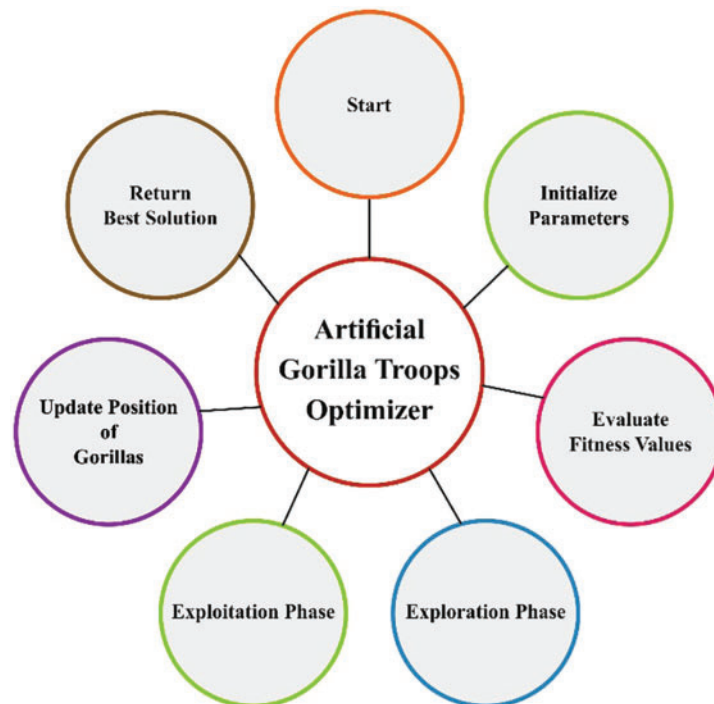 Start
Initialize
Parameters
Evaluate
Fitness Values
Exploration Phase
Exploitation Phase
Update Position
of
Gorillas
Return
Best Solution
Artificial
Gorilla Troops
Optimizer